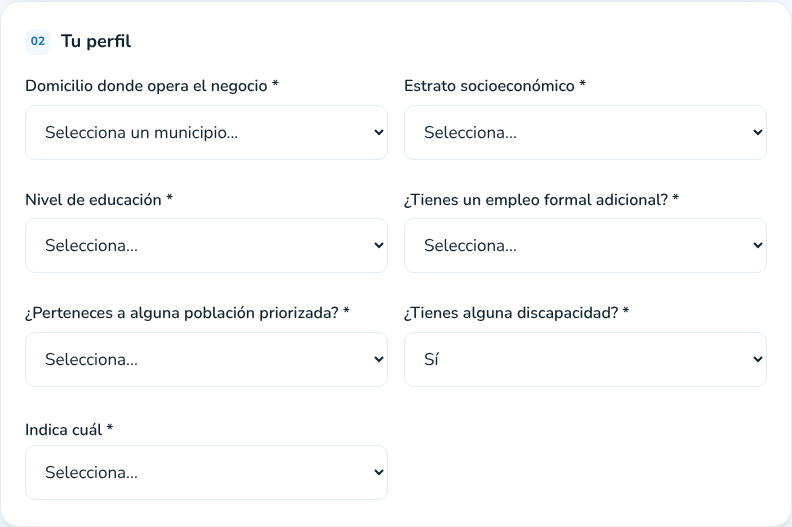 02 Tu perfil
Domicilio donde opera el negocio *
Estrato socioeconómico *
Selecciona un municipio...
Selecciona...
Nivel de educación *
¿Tienes un empleo formal adicional? *
Selecciona...
Selecciona...
¿Perteneces a alguna población priorizada? *
¿Tienes alguna discapacidad? *
Selecciona...
Sí
Indica cuál *
Selecciona...